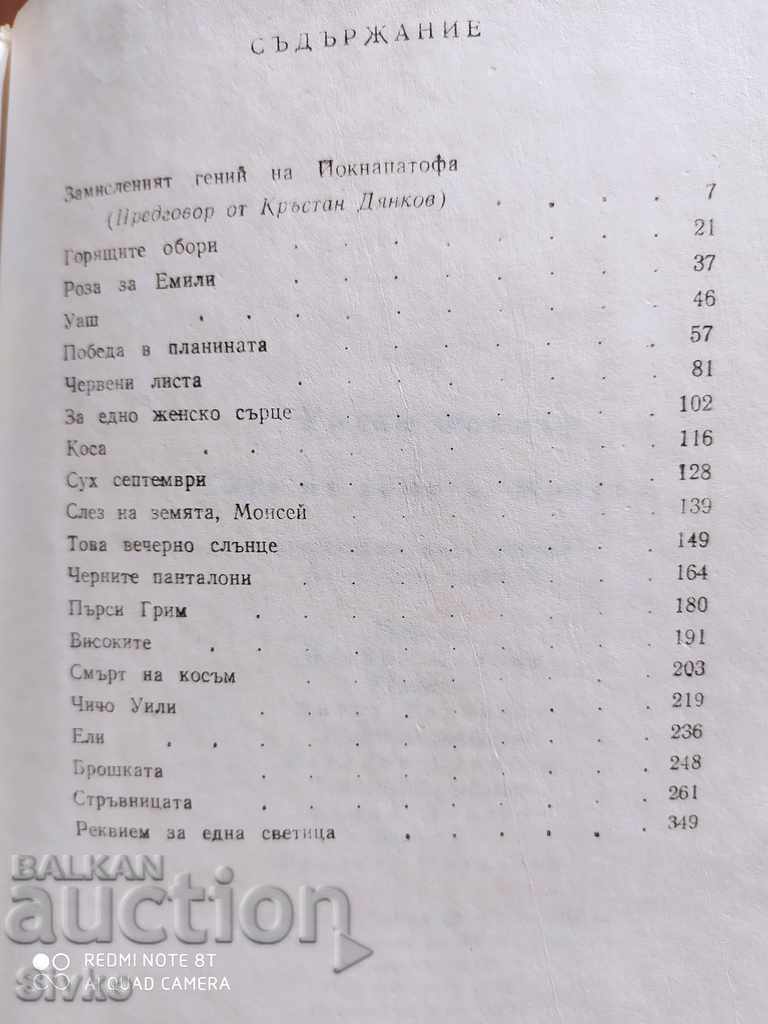 СЪДЪРЖАНИЕ
Замисленият гений на Йокнапатофа
(Предговор от Кръстан Дянков) . . . . 7
Горящите обори . . . . . . . . 21
Роза за Емили . . . . . . . . 37
Уаш . . . . . . . . . . 46
Победа в планината . . . . . . . 57
Червени листа . . . . . . . . 81
За едно женско сърце . . . . . . . 102
Коса . . . . . . . . . . 116
Сух септември . . . . . . . . 128
Слез на земята, Мойсей . . . . . . 139
Това вечерно слънце . . . . . . . 149
Черните панталони . . . . . . . 164
Пърси Грим . . . . . . . . 180
Високите . . . . . . . . . 191
Смърт на косъм . . . . . . . 203
Чичо Уили . . . . . . . . 219
Ели . . . . . . . . . . 236
Брошката . . . . . . . . 248
Стръвницата . . . . . . . . 261
Реквием за една светица . . . . . . 349
BALKAN
auction
REDMI NOTE 8T
AI QUAD CAMERA
Sivko